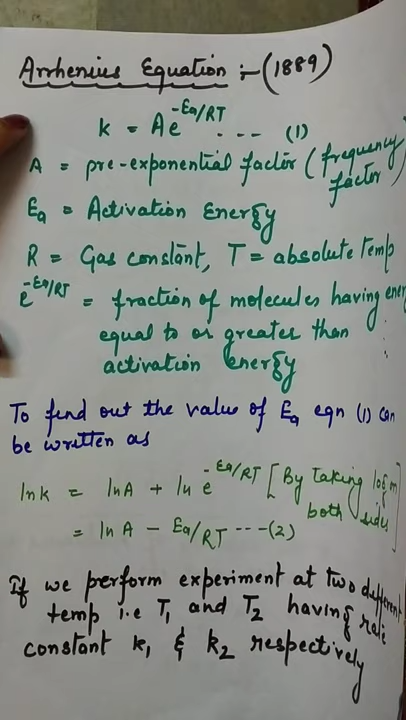 Arrhenius Equation :- (1889)
k = Ae^-Ea/RT ---- (1)
A = pre-exponential factor (frequency
factor)
Ea = Activation Energy
R = Gas constant, T = absolute temp
e^-Ea/RT = fraction of molecules having ener
equal to or greater than
activation energy
To find out the value of Ea eqn (1) can
be written as
lnk = lnA + ln e^-Ea/RT [By taking logm
both sides]
= lnA - Ea/RT ----(2)
If we perform experiment at two different
temp i.e T1 and T2 having rate
constant k1 & k2 respectively